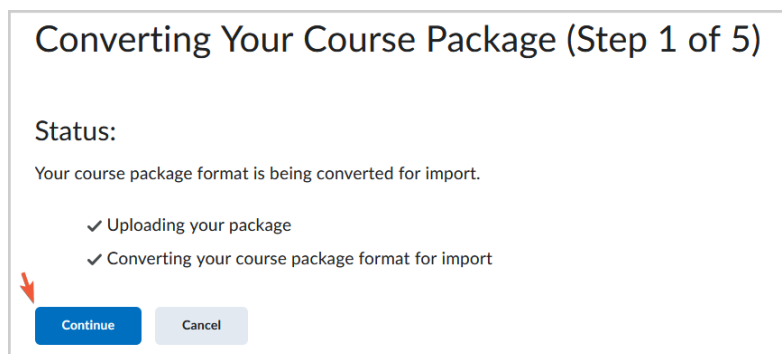 Converting Your Course Package (Step 1 of 5)
Status:
Your course package format is being converted for import.
Uploading your package
Converting your course package format for import
Continue Cancel